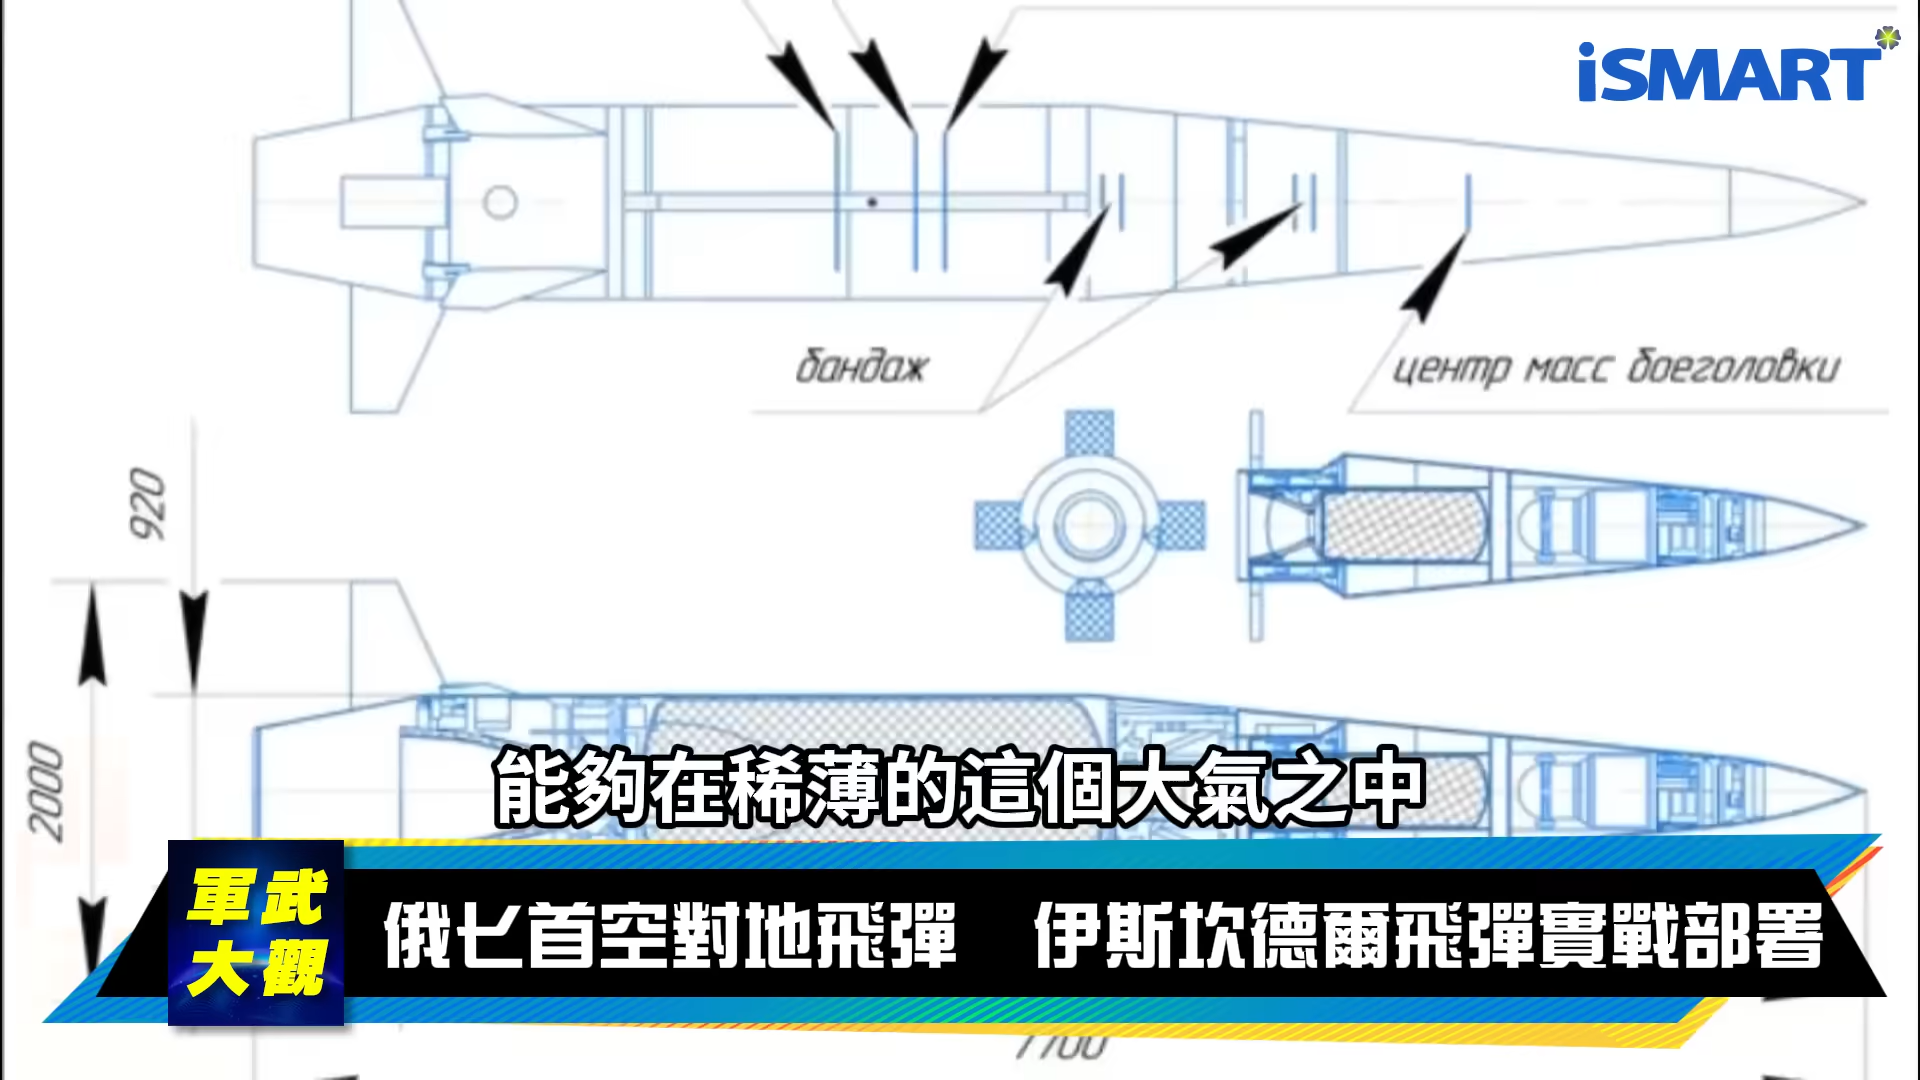 iSMART
бандаж
центр масс боеголовки
920
2000
能夠在稀薄的這個大氣之中
軍武
大觀
俄匕首空對地飛彈 伊斯坎德爾飛彈實戰部署
7700